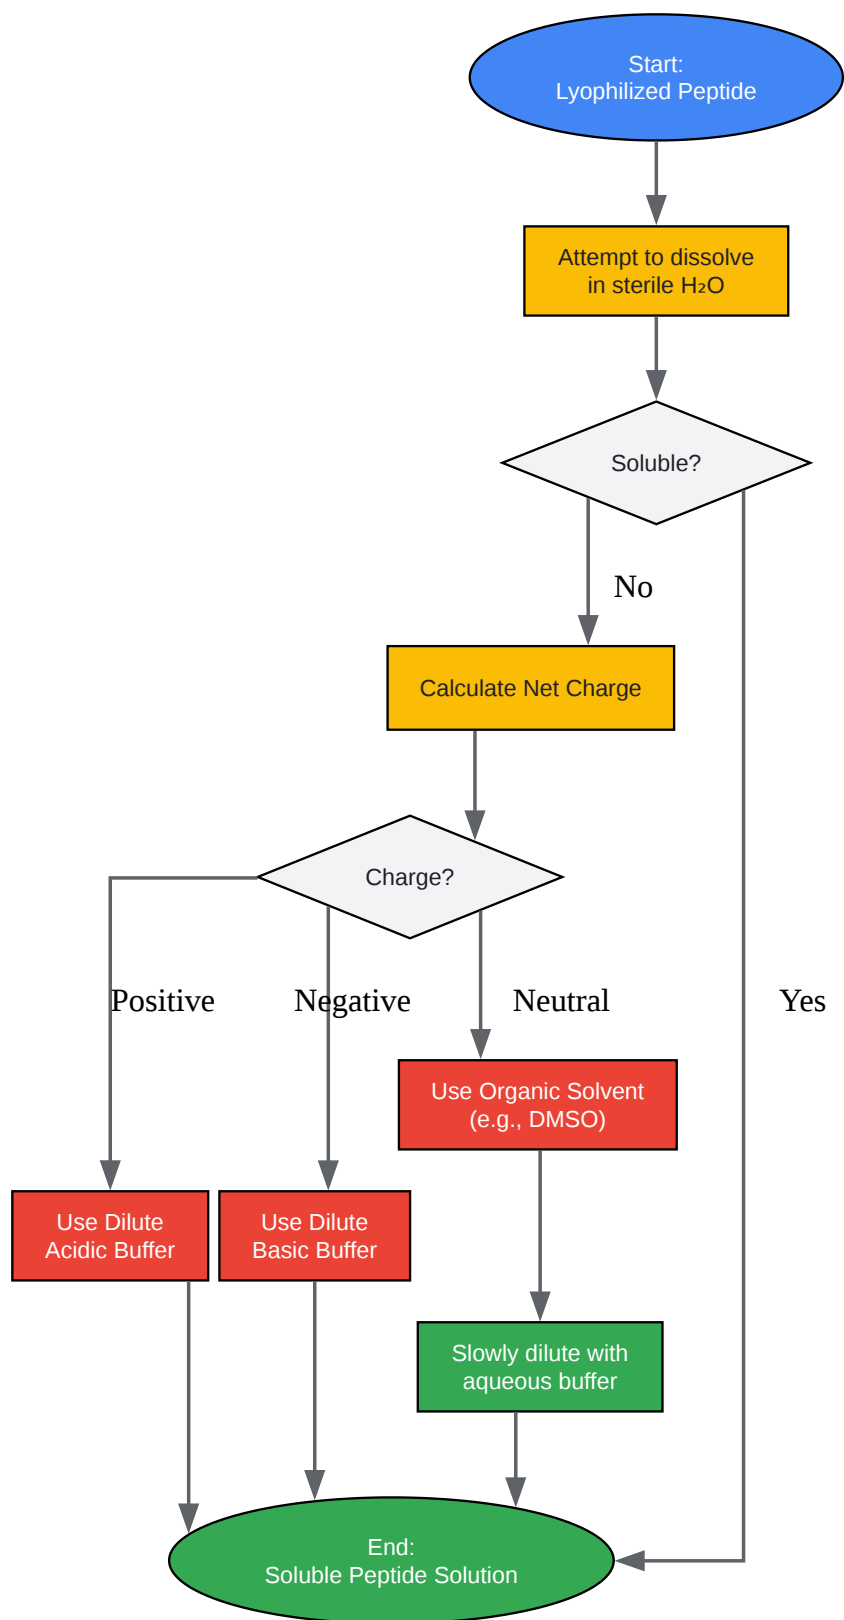 Start:
Lyophilized Peptide
Attempt to dissolve
in sterile H₂O
Soluble?
No
Calculate Net Charge
Charge?
Positive
Negative
Neutral
Yes
Use Organic Solvent
(e.g., DMSO)
Use Dilute
Acidic Buffer
Use Dilute
Basic Buffer
Slowly dilute with
aqueous buffer
End:
Soluble Peptide Solution